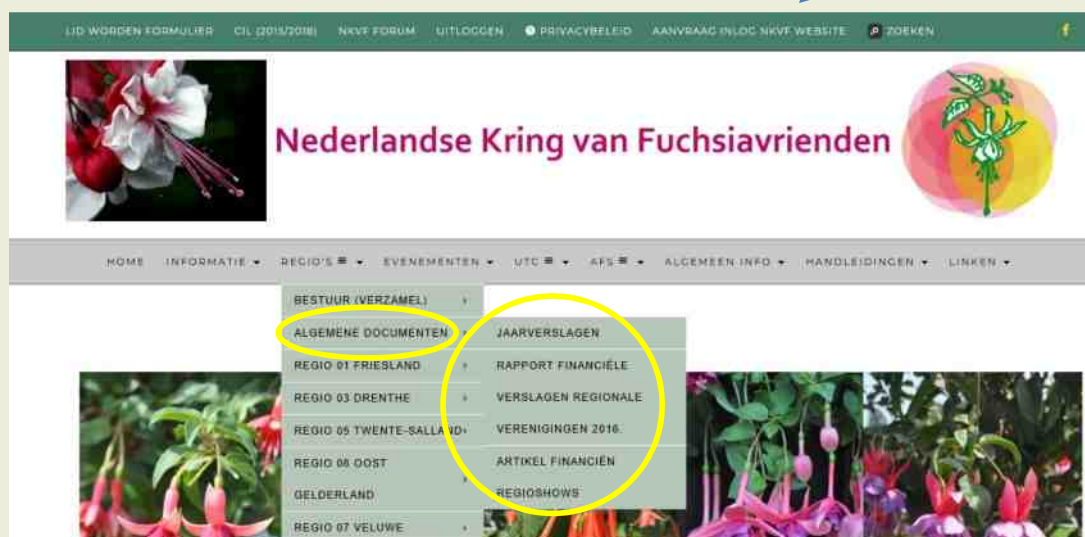 LID WORDEN FORMULIER CIL (2015/2018) NKVF FORUM UITLOGGEN PRIVACYBELEID AANVRAAG INLOG NKVF WEBSITE ZOEKEN f
Nederlandse Kring van Fuchsiavrienden
HOME INFORMATIE REGIO'S EVENEMENTEN UTC AFS ALGEMEEN INFO HANDLEIDINGEN LINKEN
BESTUUR (VERZAMEL)
ALGEMENE DOCUMENTEN
REGIO 01 FRIESLAND
REGIO 03 DRENTHE
REGIO 05 TWENTE-SALLAND
REGIO 06 OOST
GELDERLAND
REGIO 07 VELUWE
JAARVERSLAGEN
RAPPORT FINANCIËLE
VERSLAGEN REGIONALE
VERENIGINGEN 2016.
ARTIKEL FINANCIËN
REGIOSHOWS